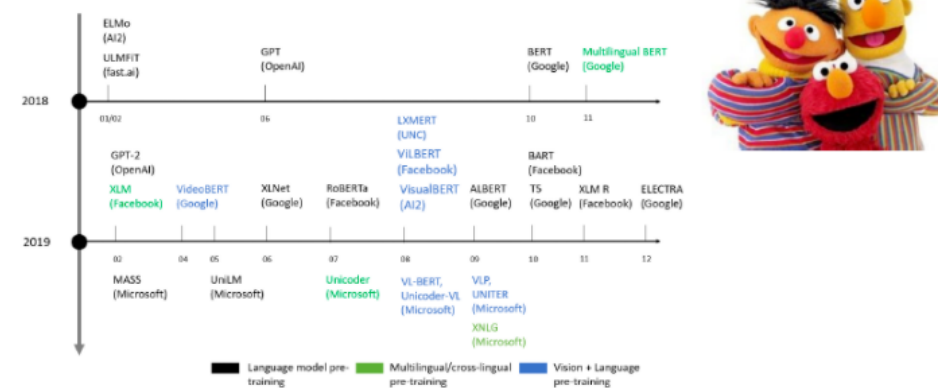 ELMo
(AI2)
ULMFiT
(fast.ai)
GPT
(OpenAI)
BERT
(Google)
Multilingual BERT
(Google)
2018
01/02
06
10
11
LXMERT
(UNC)
ViLBERT
(Facebook)
GPT-2
(OpenAI)
BART
(Facebook)
XLM
(Facebook)
VideoBERT
(Google)
XLNet
(Google)
RoBERTa
(Facebook)
VisualBERT
(AI2)
ALBERT
(Google)
T5
(Google)
XLM R
(Facebook)
ELECTRA
(Google)
2019
02
04
05
06
07
08
09
10
11
12
MASS
(Microsoft)
UniLM
(Microsoft)
Unicoder
(Microsoft)
VL-BERT,
Unicoder-VL
(Microsoft)
VLP,
UNITER
(Microsoft)
XNLG
(Microsoft)
Language model pre-
training
Multilingual/cross-lingual
pre-training
Vision + Language
pre-training